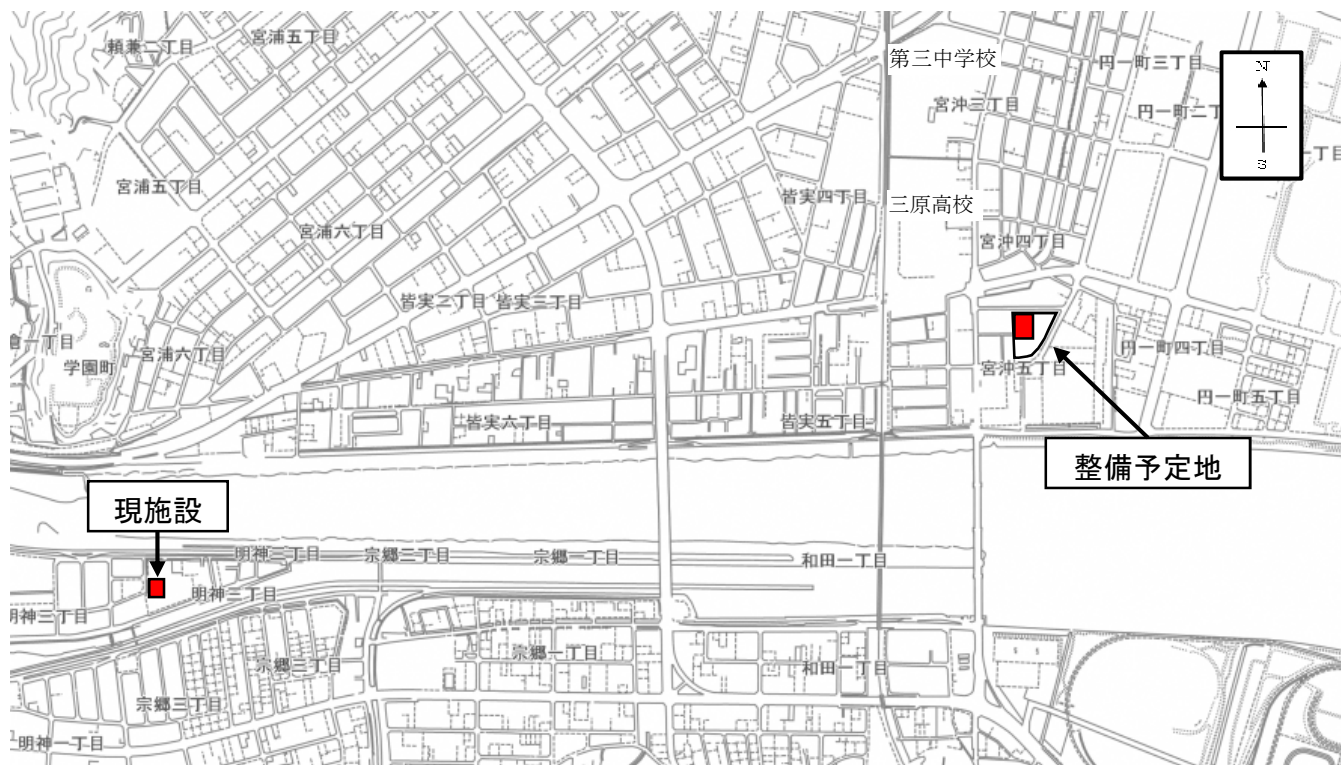 頼兼二丁目
宮浦五丁目
第三中学校
円一町三丁目
N
宮沖三丁目
円一町二丁
一丁目
S
宮浦五丁目
皆実四丁目
三原高校
宮浦六丁目
宮沖四丁目
皆実二丁目
皆実三丁目
倉一丁目
宮浦六丁目
学園町
宮沖五丁目
円一町四丁目
円一町五丁目
皆実六丁目
皆実五丁目
整備予定地
現施設
明神三丁目
宗郷二丁目
宗郷一丁目
和田一丁目
明神三丁目
明神三丁目
宗郷一丁目
宗郷三丁目
和田一丁目
宗郷三丁目
明神一丁目